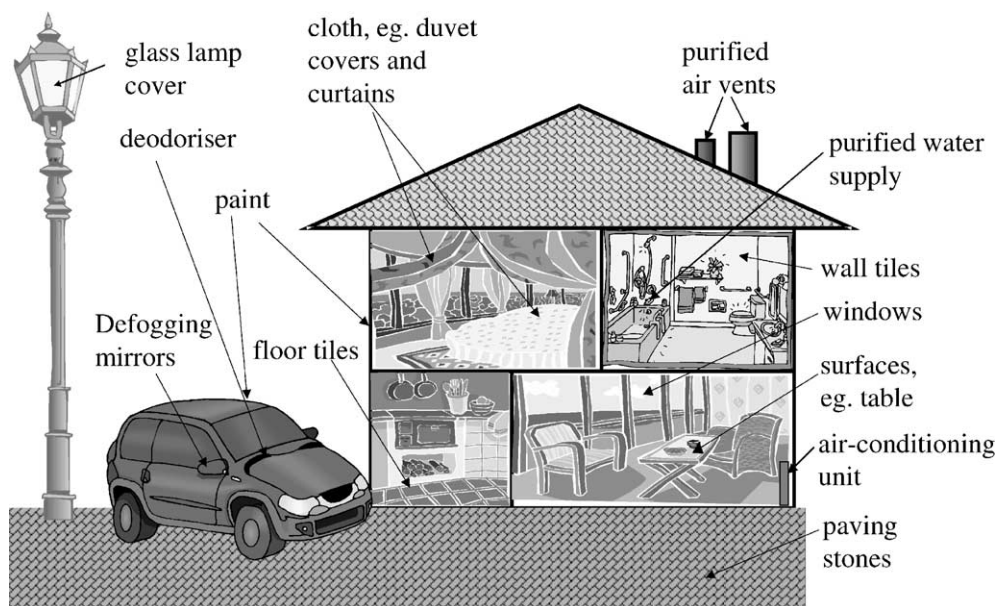 glass lamp
cover
deodoriser
paint
Defogging
mirrors
floor tiles
cloth, eg. duvet
covers and
curtains
purified
air vents
purified water
supply
wall tiles
windows
surfaces,
eg. table
air-conditioning
unit
paving
stones